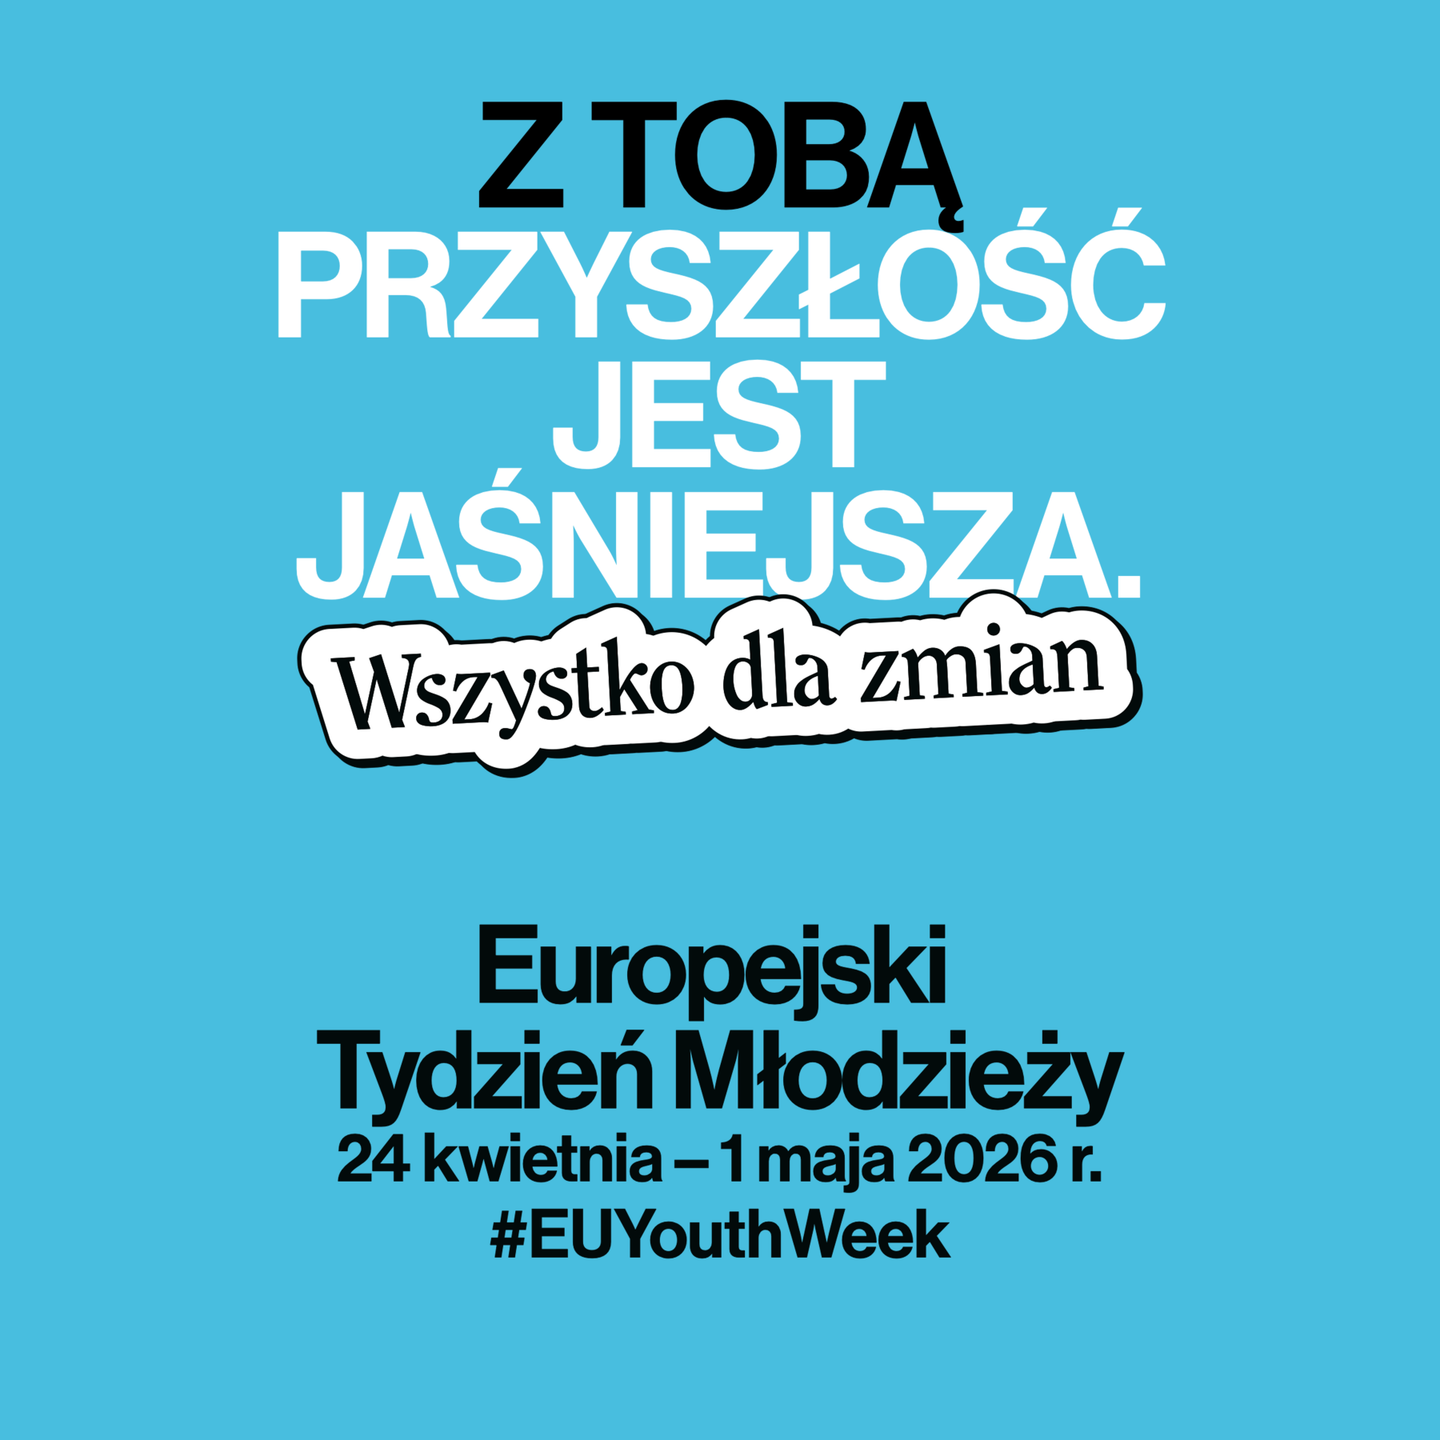 Z TOBĄ
PRZYSZŁOŚĆ
JEST
JAŚNIEJSZA.
Wszystko dla zmian
Europejski
Tydzień Młodzieży
24 kwietnia – 1 maja 2026 r.
#EUYouthWeek